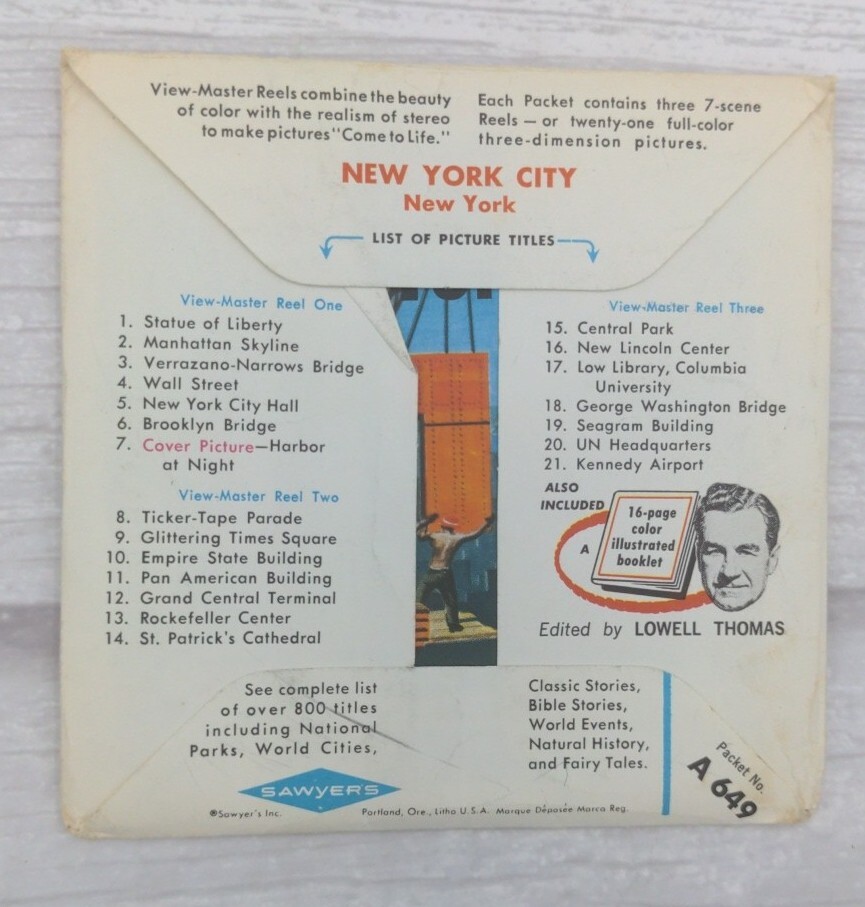 View-Master Reels combine the beauty
of color with the realism of stereo
to make pictures "Come to Life."
Each Packet contains three 7-scene
Reels — or twenty-one full-color
three-dimension pictures.
NEW YORK CITY
New York
LIST OF PICTURE TITLES
View-Master Reel One
1. Statue of Liberty
2. Manhattan Skyline
3. Verrazano-Narrows Bridge
4. Wall Street
5. New York City Hall
6. Brooklyn Bridge
7. Cover Picture—Harbor
at Night
View-Master Reel Two
8. Ticker-Tape Parade
9. Glittering Times Square
10. Empire State Building
11. Pan American Building
12. Grand Central Terminal
13. Rockefeller Center
14. St. Patrick's Cathedral
View-Master Reel Three
15. Central Park
16. New Lincoln Center
17. Low Library, Columbia
University
18. George Washington Bridge
19. Seagram Building
20. UN Headquarters
21. Kennedy Airport
ALSO
INCLUDED
A
16-page
color
illustrated
booklet
Edited by LOWELL THOMAS
See complete list
of over 800 titles
including National
Parks, World Cities,
Classic Stories,
Bible Stories,
World Events,
Natural History,
and Fairy Tales.
Packet No.
A 649
SAWYERS
®Sawyer's Inc.
Portland, Ore., Litho U.S.A. Marque Déposée Marca Reg.